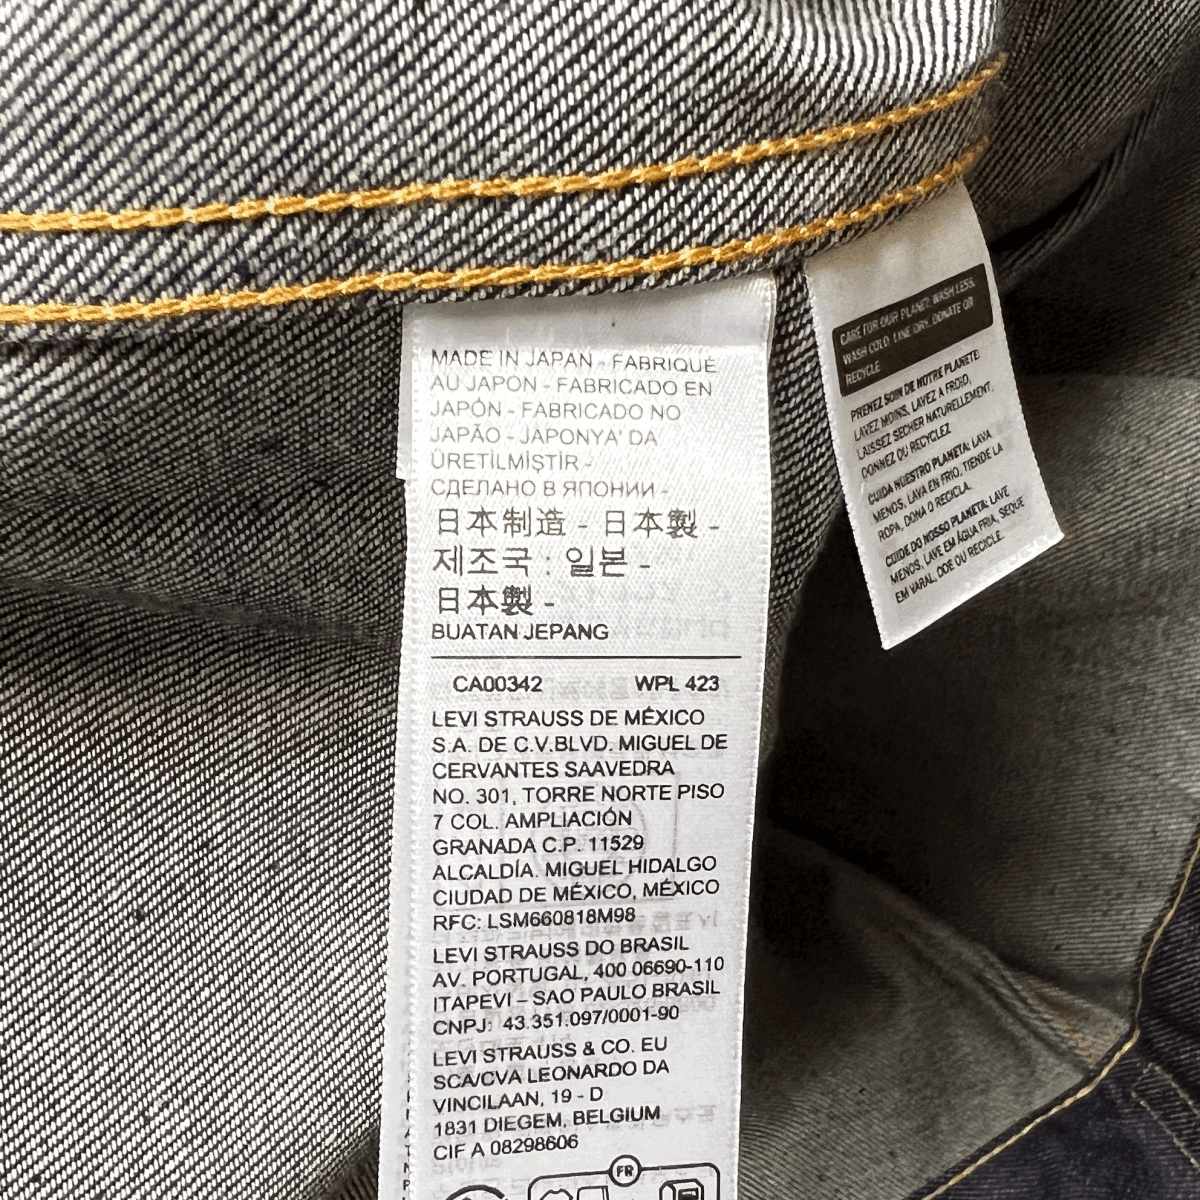 MADE IN JAPAN - FABRIQUÉ
AU JAPON - FABRICADO EN
JAPÓN - FABRICADO NO
JAPÃO - JAPONYA' DA
ÜRETİLMİŞTİR -
СДЕЛАНО В ЯПОНИИ -
日本制造 - 日本製 -
제조국 : 일본 -
日本製 -
BUATAN JEPANG
CA00342 WPL 423
LEVI STRAUSS DE MÉXICO
S.A. DE C.V.BLVD. MIGUEL DE
CERVANTES SAAVEDRA
NO. 301, TORRE NORTE PISO
7 COL. AMPLIACIÓN
GRANADA C.P. 11529
ALCALDÍA. MIGUEL HIDALGO
CIUDAD DE MÉXICO, MÉXICO
RFC: LSM660818M98
LEVI STRAUSS DO BRASIL
AV. PORTUGAL, 400 06690-110
ITAPEVI – SAO PAULO BRASIL
CNPJ: 43.351.097/0001-90
LEVI STRAUSS & CO. EU
SCA/CVA LEONARDO DA
VINCILAAN, 19 - D
1831 DIEGEM, BELGIUM
CIF A 08298606
FR
CARE FOR OUR PLANET: WASH LESS,
WASH COLD, LINE DRY, DONATE OR
RECYCLE.
PRENEZ SOIN DE NOTRE PLANÈTE:
LAVEZ MOINS, LAVEZ À FROID,
LAISSEZ SÉCHER NATURELLEMENT,
DONNEZ OU RECYCLEZ.
CUIDA NUESTRO PLANETA: LAVA
MENOS, LAVA EN FRÍO, TIENDE LA
ROPA, DONA O RECICLA.
CUIDE DO NOSSO PLANETA: LAVE
MENOS, LAVE EM ÁGUA FRIA, SEQUE
EM VARAL, DOE OU RECICLE.